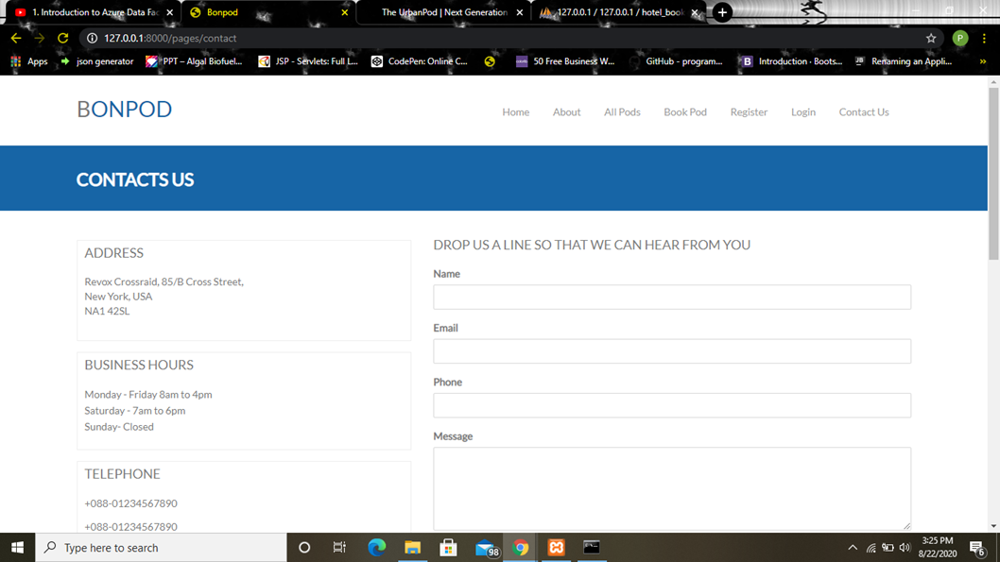 1. Introduction to Azure Data Fac
Bonpod
The UrbanPod | Next Generation
127.0.0.1 / 127.0.0.1 / hotel_book
127.0.0.1:8000/pages/contact
P
Apps
json generator
PPT – Algal Biofuel...
JSP - Servlets: Full L...
CodePen: Online C...
50 Free Business W...
GitHub - program...
Introduction · Boots...
Renaming an Appli...
BONPOD
Home
About
All Pods
Book Pod
Register
Login
Contact Us
CONTACTS US
ADDRESS
Revox Crossraid, 85/B Cross Street,
New York, USA
NA1 42SL
BUSINESS HOURS
Monday - Friday 8am to 4pm
Saturday - 7am to 6pm
Sunday- Closed
TELEPHONE
+088-01234567890
+088-01234567890
DROP US A LINE SO THAT WE CAN HEAR FROM YOU
Name
Email
Phone
Message
Type here to search
98
3:25 PM
8/22/2020
6